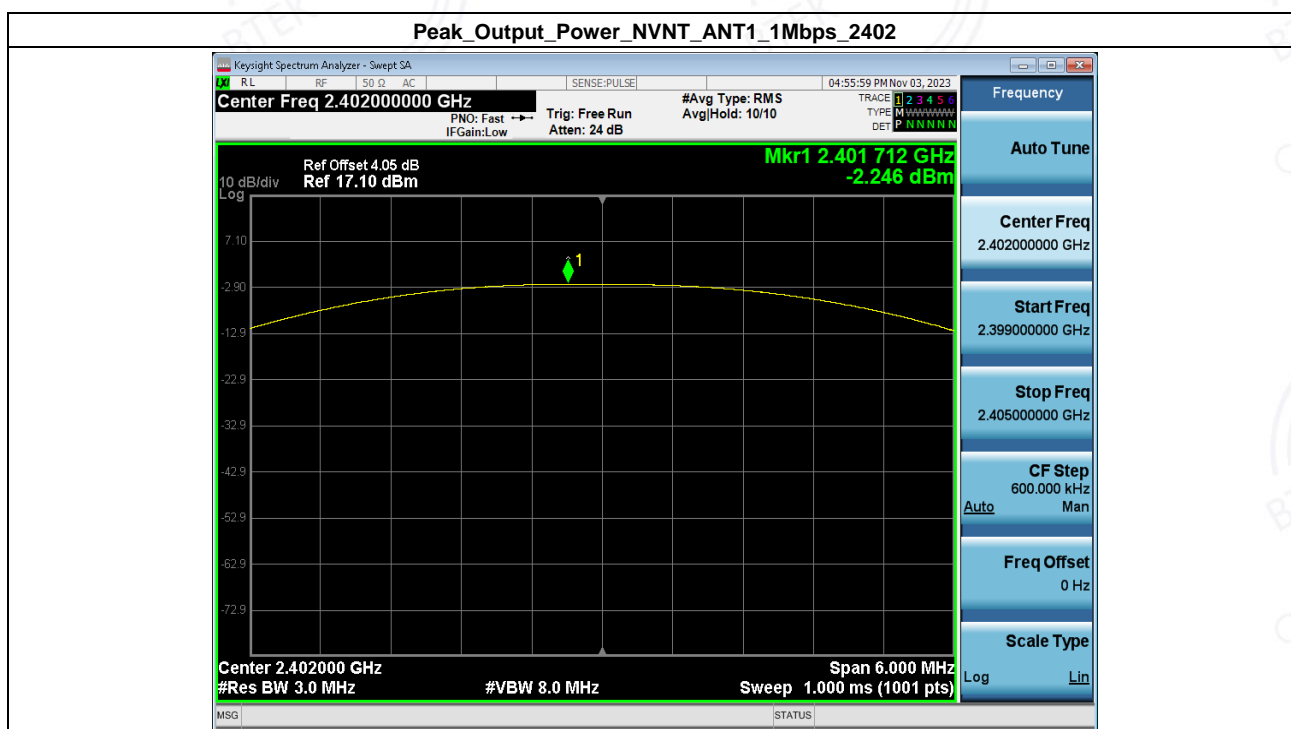 Peak_Output_Power_NVNT_ANT1_1Mbps_2402
Keysight Spectrum Analyzer - Swept SA
LXI RL RF 50 Ω AC SENSE:PULSE 04:55:59 PM Nov 03, 2023
Center Freq 2.402000000 GHz
PNO: Fast
IFGain:Low
Trig: Free Run
Atten: 24 dB
#Avg Type: RMS
Avg|Hold: 10/10
TRACE 1 2 3 4 5 6
TYPE M WWWWW
DET P N N N N N
Ref Offset 4.05 dB
10 dB/div Ref 17.10 dBm
Log
Mkr1 2.401 712 GHz
-2.246 dBm
7.10
1
-2.90
-12.9
-22.9
-32.9
-42.9
-52.9
-62.9
-72.9
Center 2.402000 GHz Span 6.000 MHz
#Res BW 3.0 MHz #VBW 8.0 MHz Sweep 1.000 ms (1001 pts)
MSG STATUS
Frequency
Auto Tune
Center Freq
2.402000000 GHz
Start Freq
2.399000000 GHz
Stop Freq
2.405000000 GHz
CF Step
600.000 kHz
Auto Man
Freq Offset
0 Hz
Scale Type
Log Lin